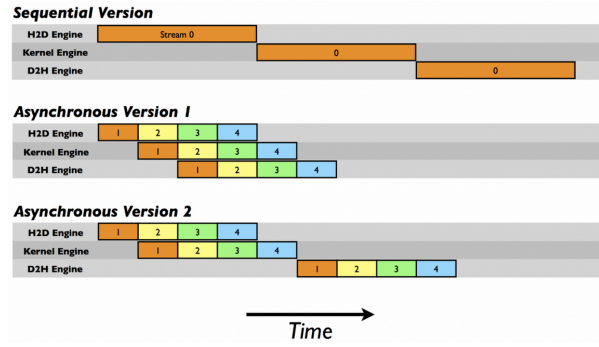 Sequential Version
H2D Engine Stream 0
Kernel Engine 0
D2H Engine 0
Asynchronous Version 1
H2D Engine 1 2 3 4
Kernel Engine 1 2 3 4
D2H Engine 1 2 3 4
Asynchronous Version 2
H2D Engine 1 2 3 4
Kernel Engine 1 2 3 4
D2H Engine 1 2 3 4
Time